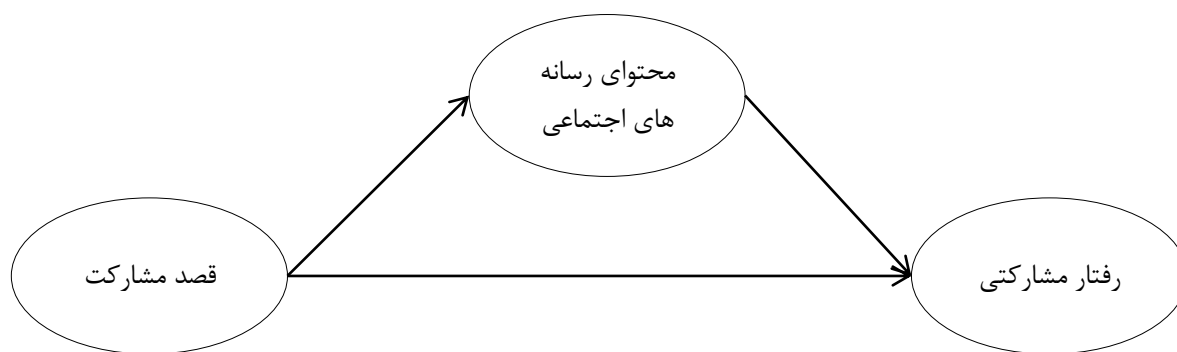 محتوای رسانه
های اجتماعی
قصد مشارکت
رفتار مشارکتی